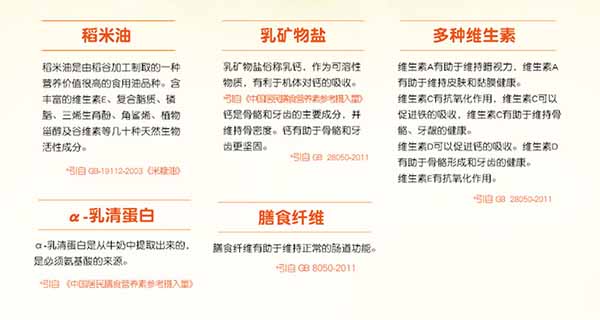 稻米油
稻米油是由稻谷加工制取的一种
营养价值很高的食用油品种。含
丰富的维生素E、复合脂质、磷
脂、三烯生育酚、角鲨烯、植物
甾醇及谷维素等几十种天然生物
活性成分。
*引自 GB-19112-2003《米糠油》
乳矿物盐
乳矿物盐俗称乳钙，作为可溶性
物质，有利于机体对钙的吸收。
*引自《中国居民膳食营养素参考摄入量》
钙是骨骼和牙齿的主要成分，并
维持骨密度。钙有助于骨骼和牙
齿更坚固。
*引自 GB 28050-2011
多种维生素
维生素A有助于维持暗视力，维生素A
有助于维持皮肤和黏膜健康。
维生素C有抗氧化作用，维生素C可以
促进铁的吸收，维生素C有助于维持骨
骼、牙龈的健康。
维生素D可以促进钙的吸收。维生素D
有助于骨骼形成和牙齿的健康。
维生素E有抗氧化作用。
*引自 GB 28050-2011
α-乳清蛋白
α-乳清蛋白是从牛奶中提取出来的，
是必须氨基酸的来源。
*引自 《中国居民膳食营养素参考摄入量》
膳食纤维
膳食纤维有助于维持正常的肠道功能。
*引自 GB 8050-2011